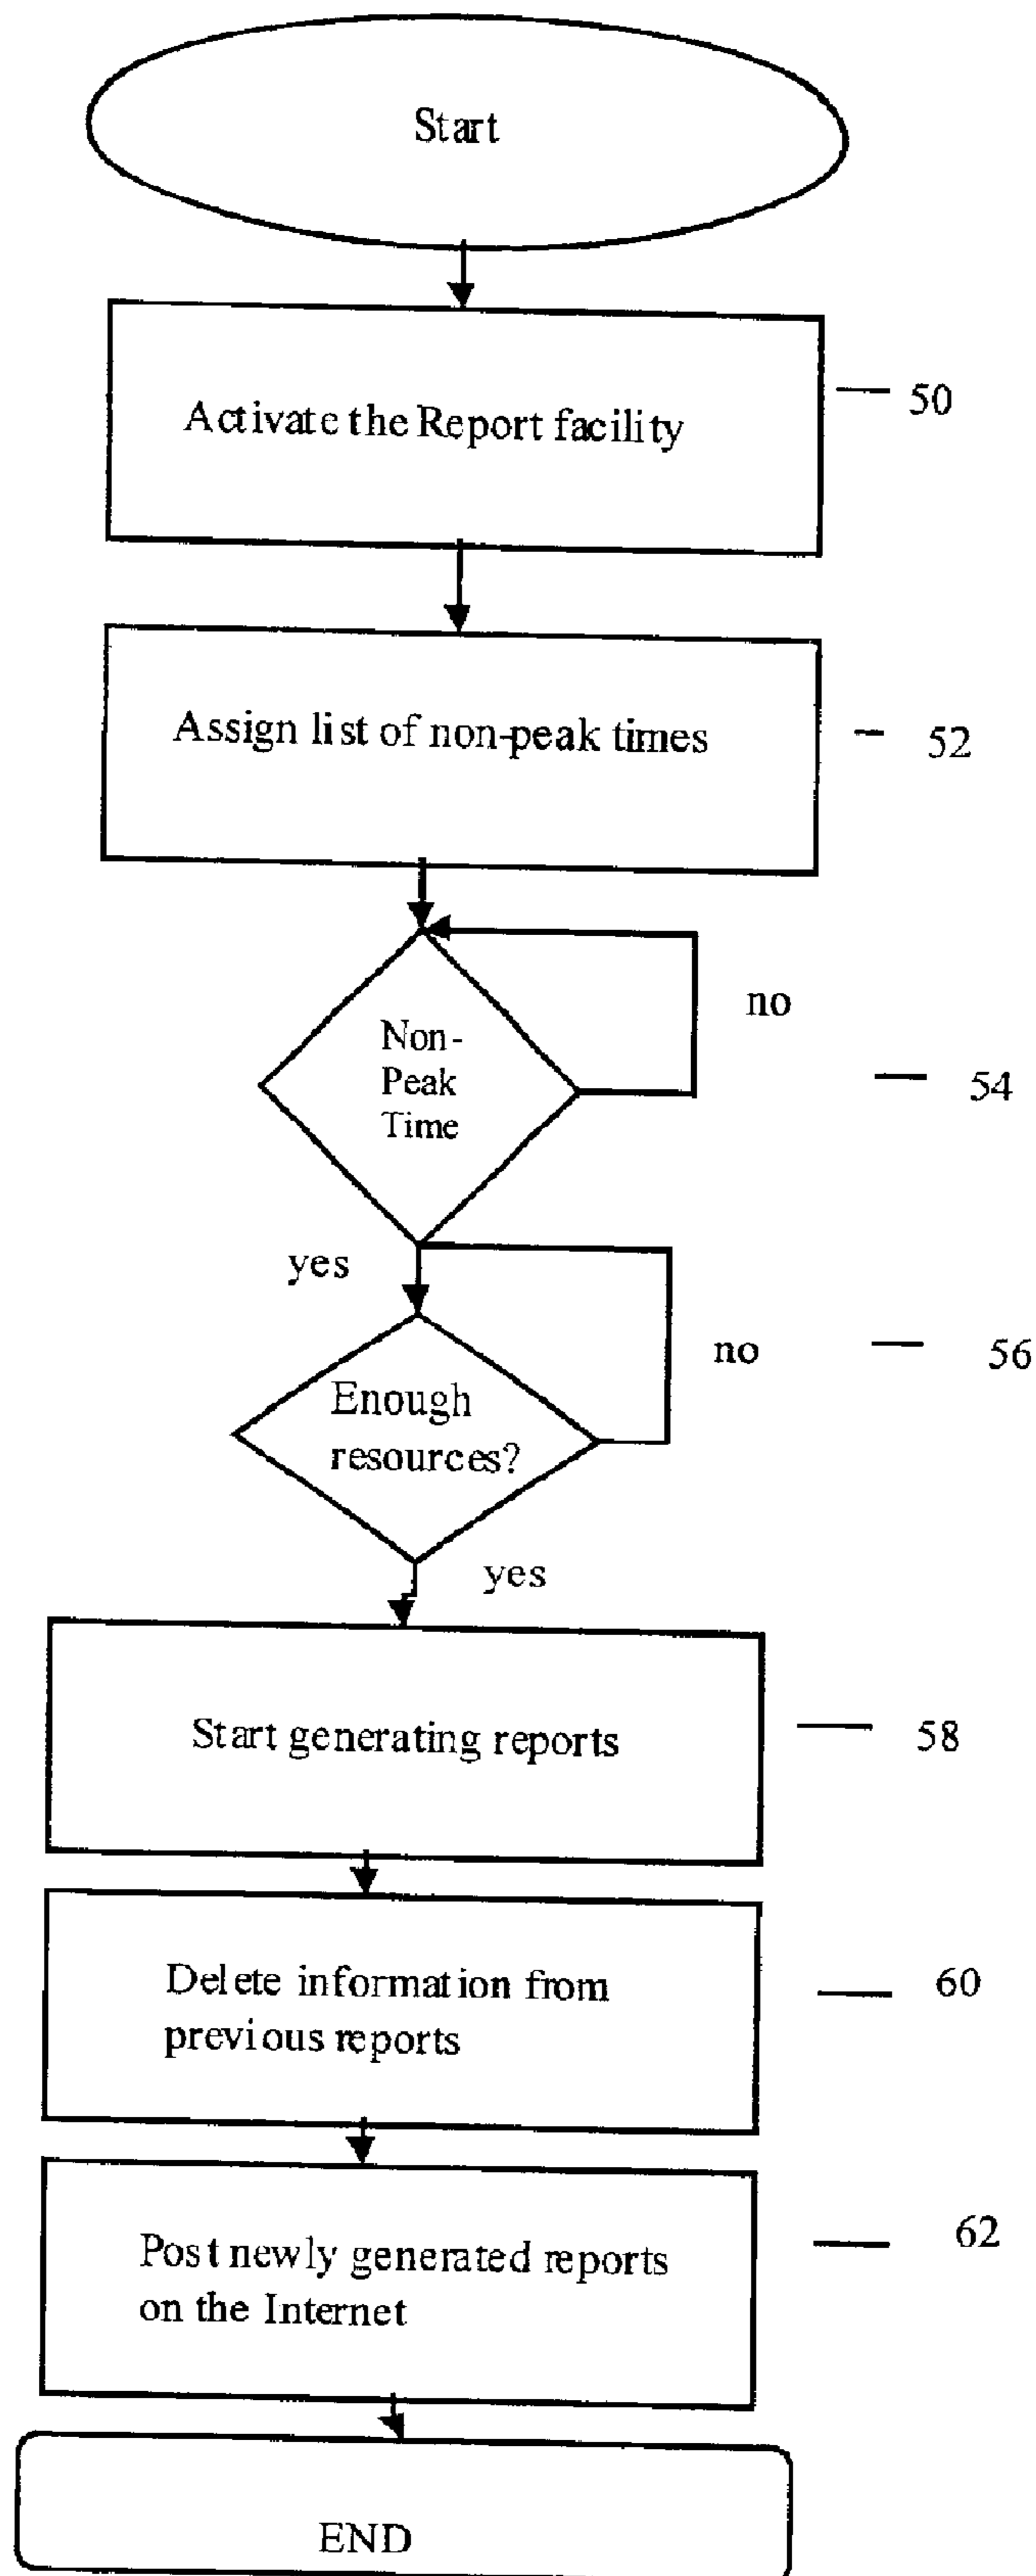 Start
Activate the Report facility
50
Assign list of non-peak times
52
no
Non-
Peak
Time
54
yes
no
56
Enough
resources?
yes
Start generating reports
58
Delete information from
previous reports
60
Post newly generated reports
on the Internet
62
END